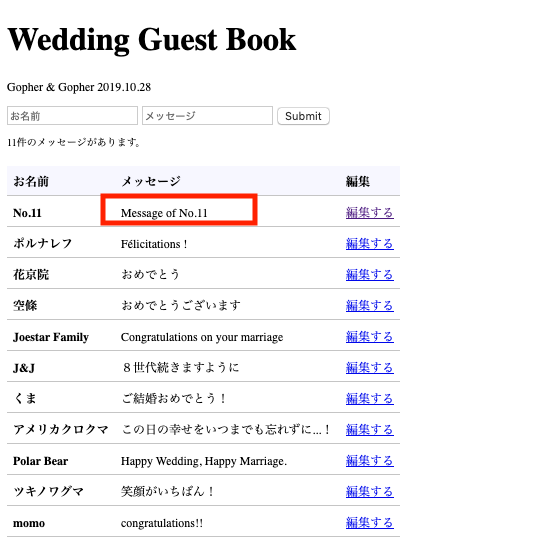 Wedding Guest Book
Gopher & Gopher 2019.10.28
お名前 メッセージ Submit
11件のメッセージがあります。
お名前 メッセージ 編集
No.11 Message of No.11 編集する
ポルナレフ Félicitations ! 編集する
花京院 おめでとう 編集する
空條 おめでとうございます 編集する
Joestar Family Congratulations on your marriage 編集する
J&J ８世代続きますように 編集する
くま ご結婚おめでとう！ 編集する
アメリカクロクマ この日の幸せをいつまでも忘れずに...！ 編集する
Polar Bear Happy Wedding, Happy Marriage. 編集する
ツキノワグマ 笑顔がいちばん！ 編集する
momo congratulations!! 編集する